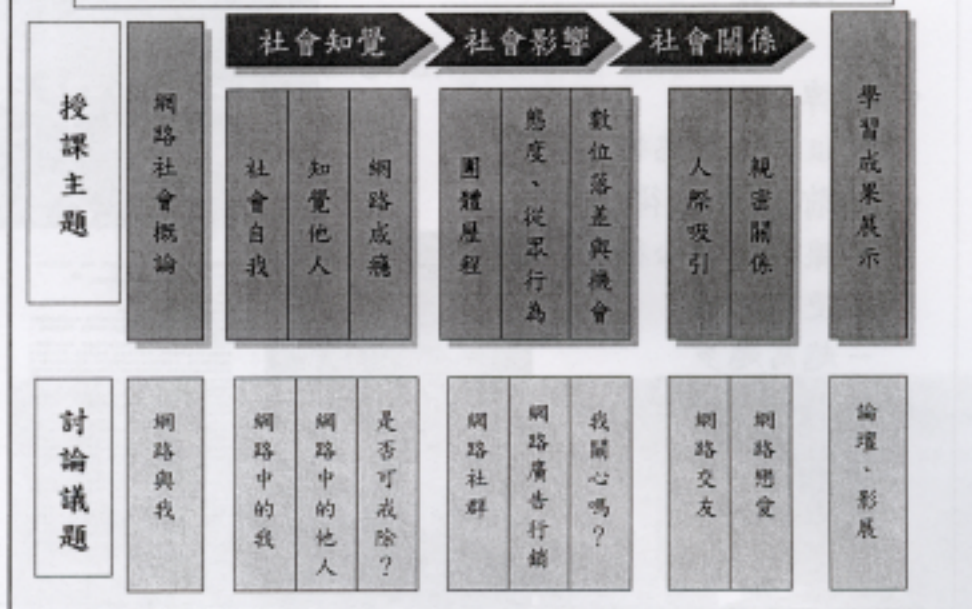 社會知覺
社會影響
社會關係
授課主題
網路社會概論
社會自我
知覺他人
網路成癮
團體歷程
態度、從眾行為
數位落差與機會
人際吸引
親密關係
學習成果展示
討論議題
網路與我
網路中的我
網路中的他人
是否可戒除？
網路社群
網路廣告行銷
我關心嗎？
網路交友
網路戀愛
論壇、影展